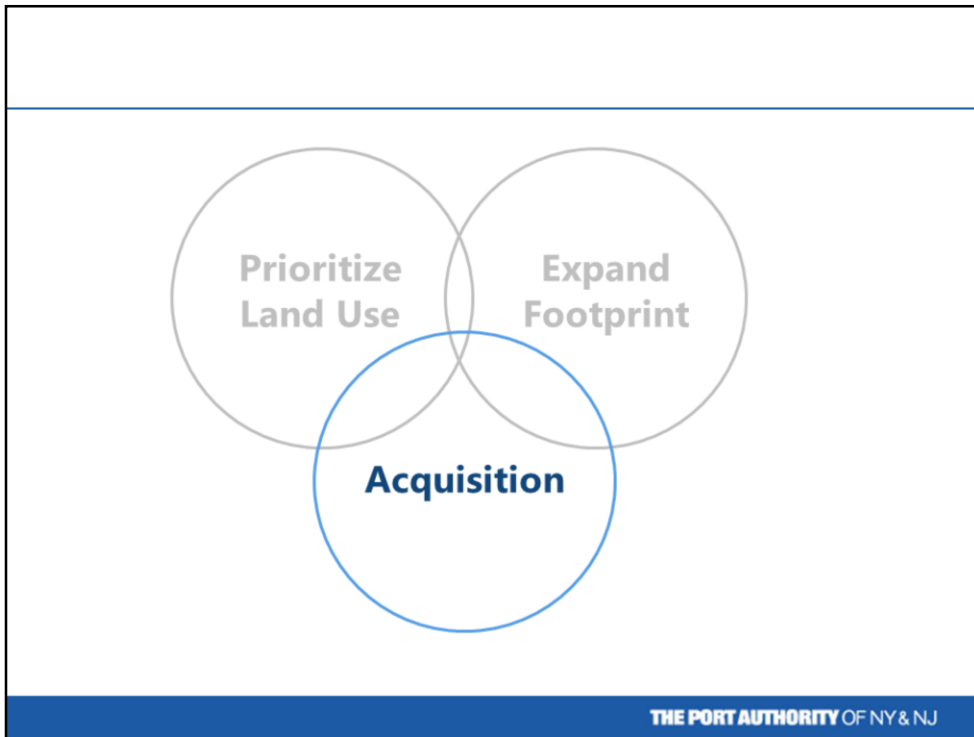 Prioritize
Land Use
Expand
Footprint
Acquisition
THE PORT AUTHORITY OF NY & NJ